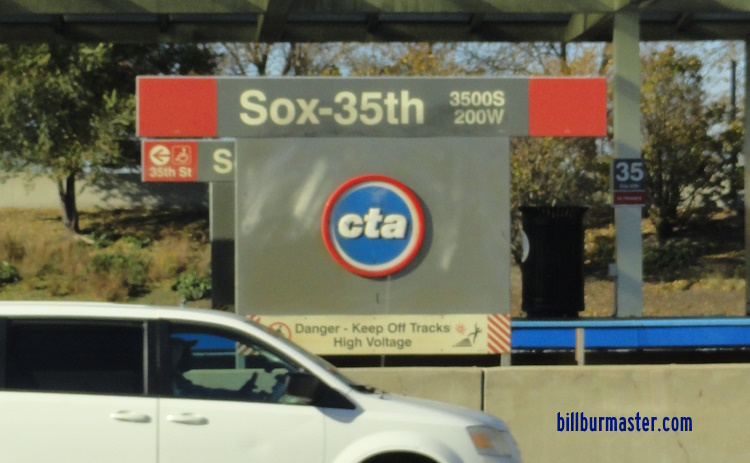 Sox-35th
3500S
200W
35th St
S
cta
35
Danger - Keep Off Tracks
High Voltage
billburmaster.com